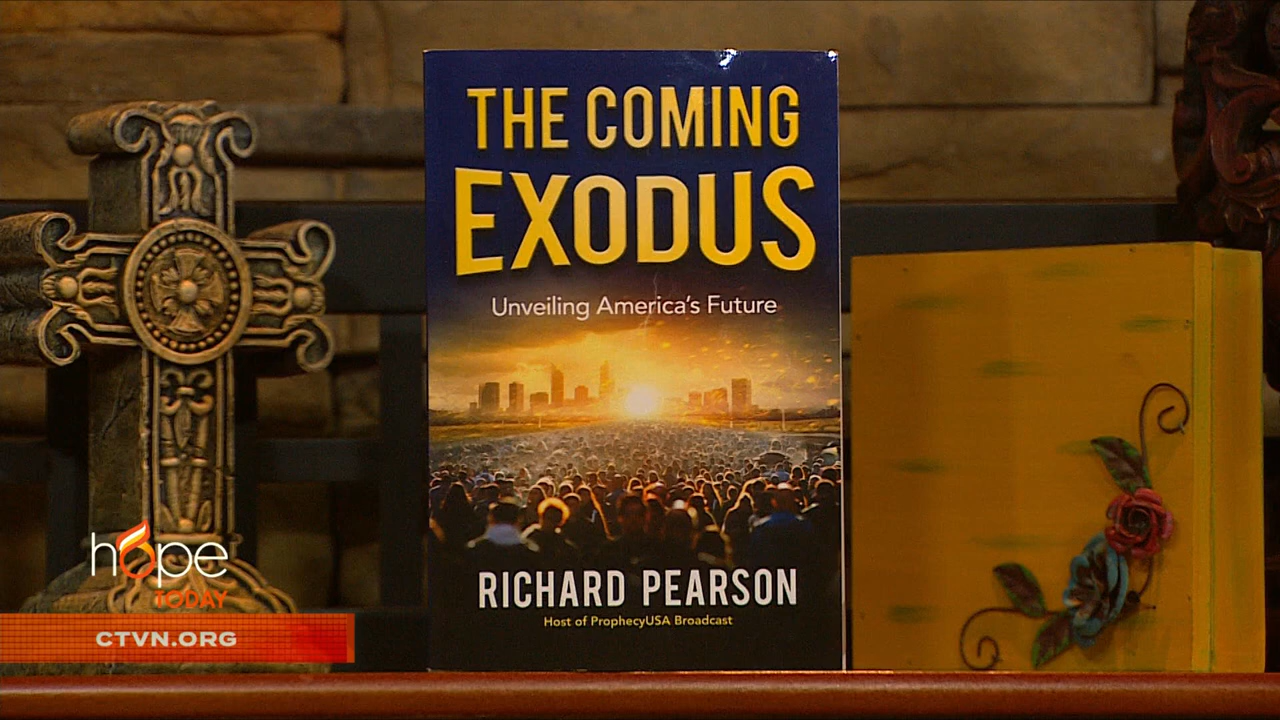 THE COMING
EXODUS
Unveiling America's Future
RICHARD PEARSON
Host of ProphecyUSA Broadcast
hope
TODAY
CTVN.ORG